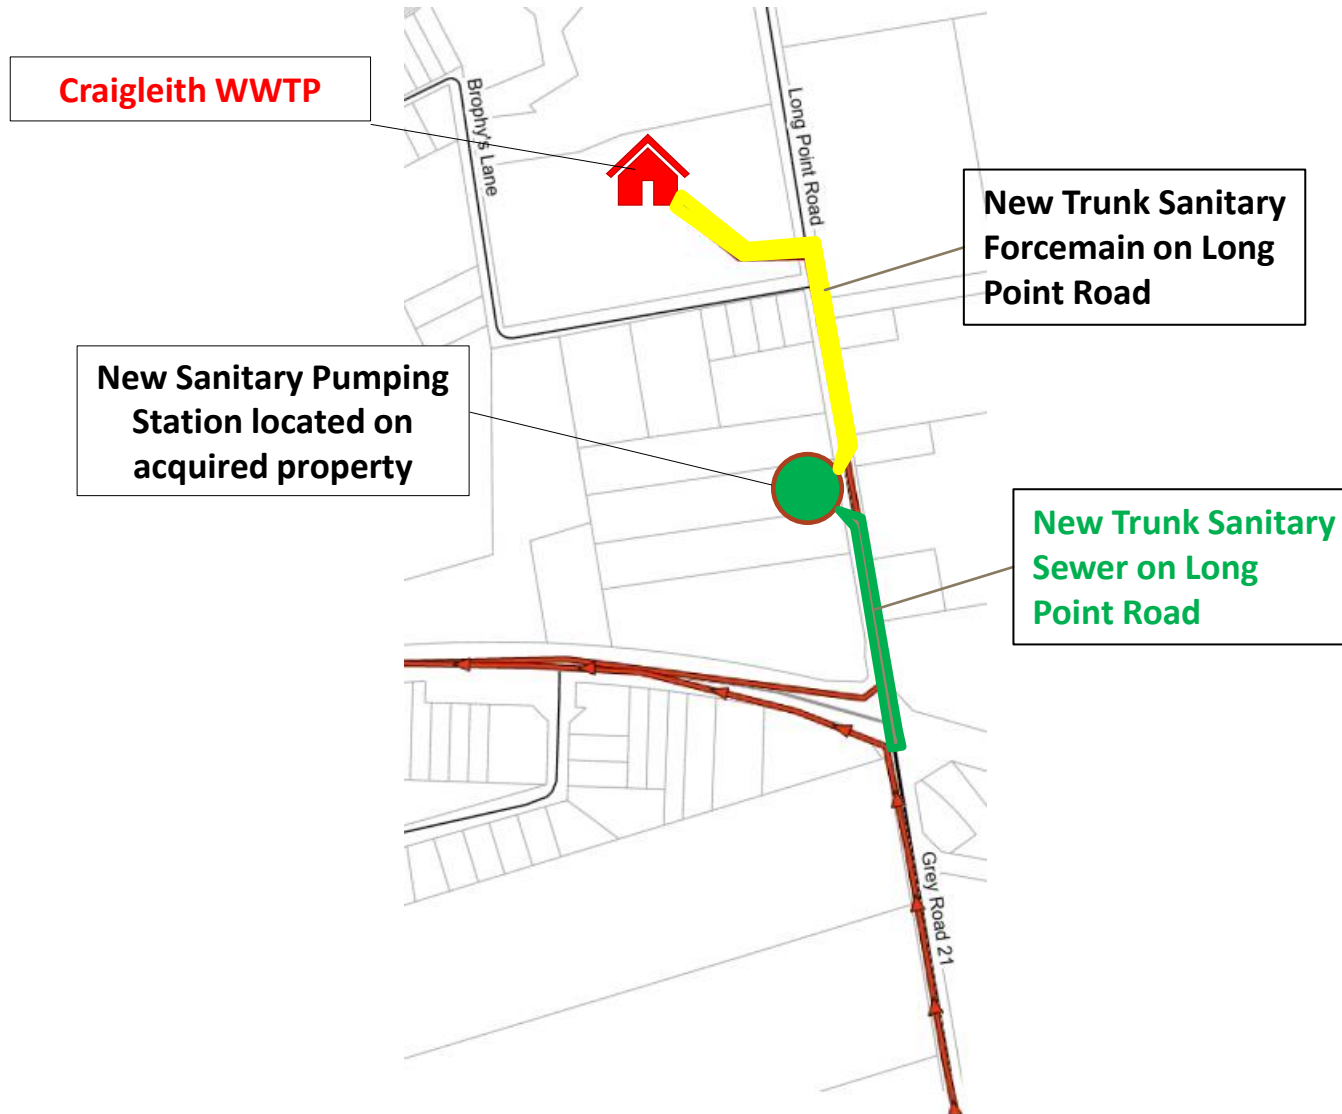 Craigleith WWTP
Brophy's Lane
Long Point Road
New Trunk Sanitary
Forcemain on Long
Point Road
New Sanitary Pumping
Station located on
acquired property
New Trunk Sanitary
Sewer on Long
Point Road
Grey Road 21